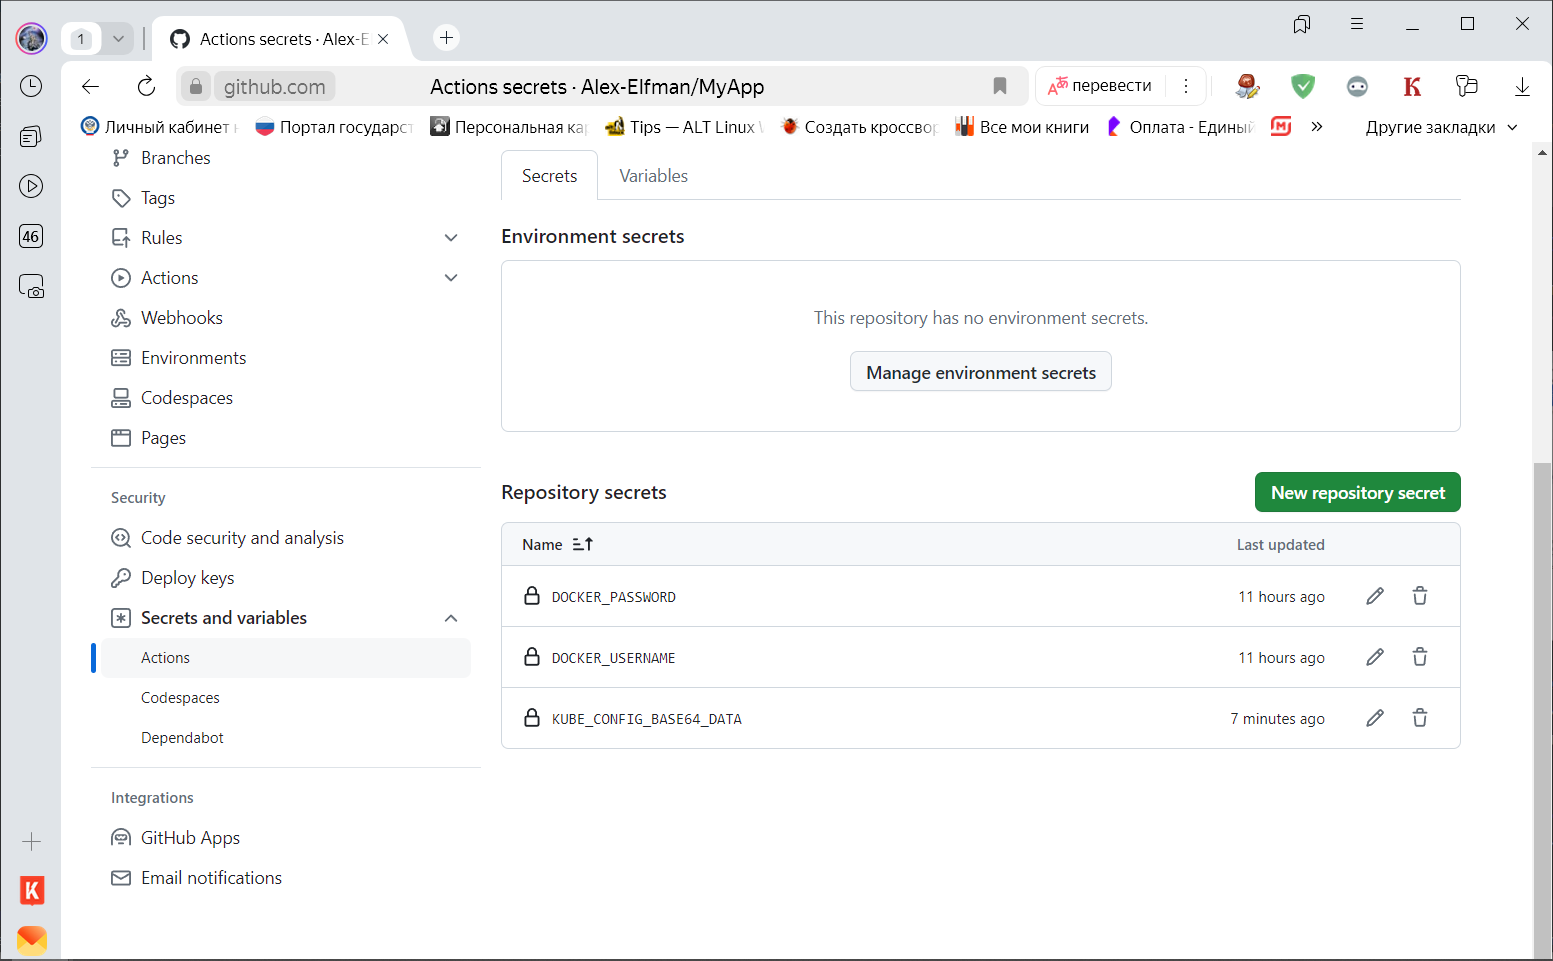 1
Actions secrets · Alex-E
github.com
Actions secrets · Alex-Elfman/MyApp
перевести
Личный кабинет
Портал государст
Персональная ка
Tips — ALT Linux
Создать кроссвор
Все мои книги
Оплата - Единый
»
Другие закладки
46
Branches
Tags
Rules
Actions
Webhooks
Environments
Codespaces
Pages
Security
Code security and analysis
Deploy keys
Secrets and variables
Actions
Codespaces
Dependabot
Integrations
GitHub Apps
Email notifications
Secrets
Variables
Environment secrets
This repository has no environment secrets.
Manage environment secrets
Repository secrets
New repository secret
Name
Last updated
DOCKER_PASSWORD
11 hours ago
DOCKER_USERNAME
11 hours ago
KUBE_CONFIG_BASE64_DATA
7 minutes ago